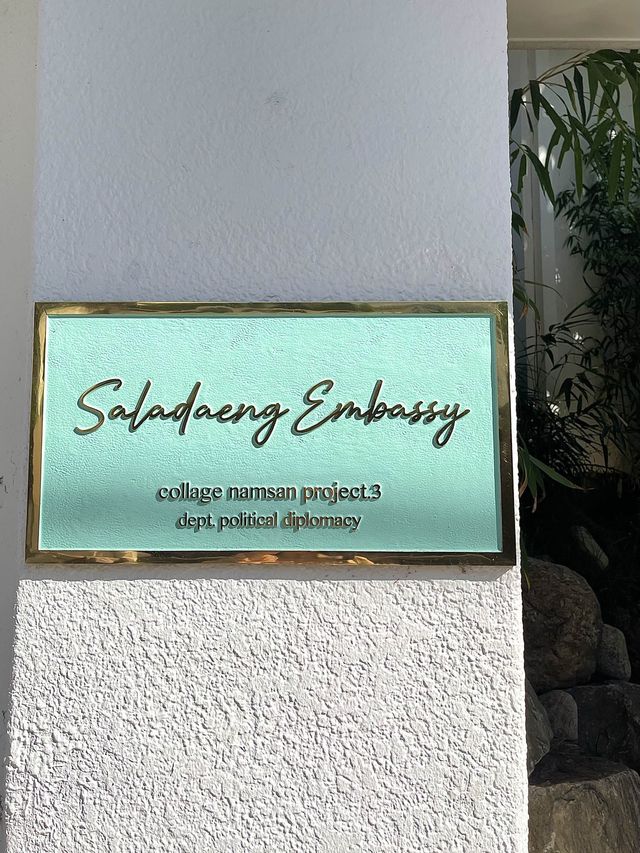 Saladaeng Embassy
collage namsan project.3
dept. political diplomacy